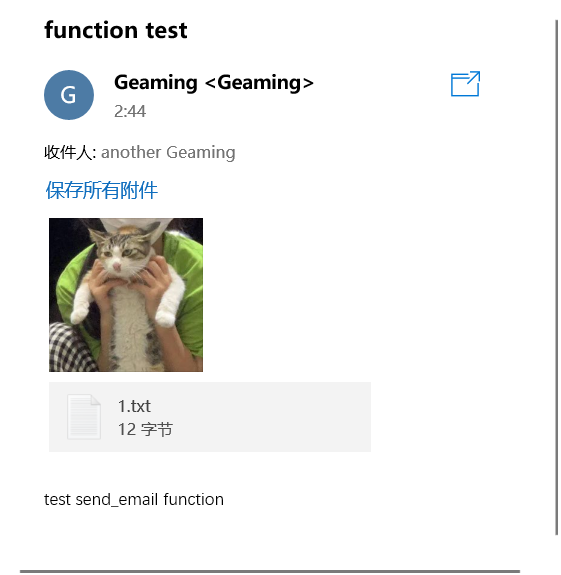 function test
G
Geaming <Geaming>
2:44
收件人: another Geaming
保存所有附件
1.txt
12 字节
test send_email function